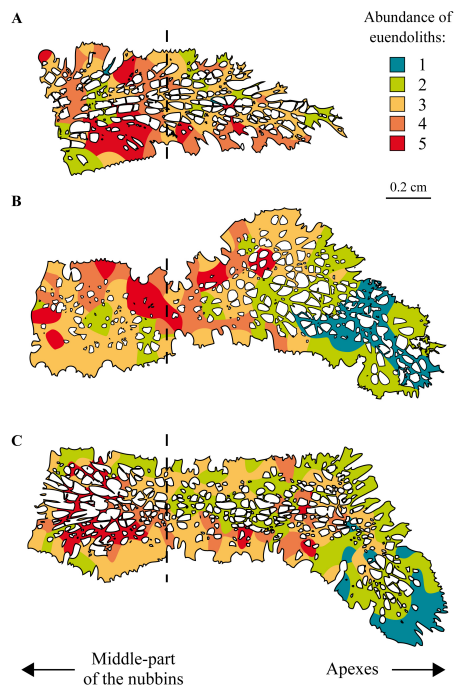 A
Abundance of
euendoliths:
1
2
3
4
5
0.2 cm
B
C
Middle-part
of the nubbins
Apexes